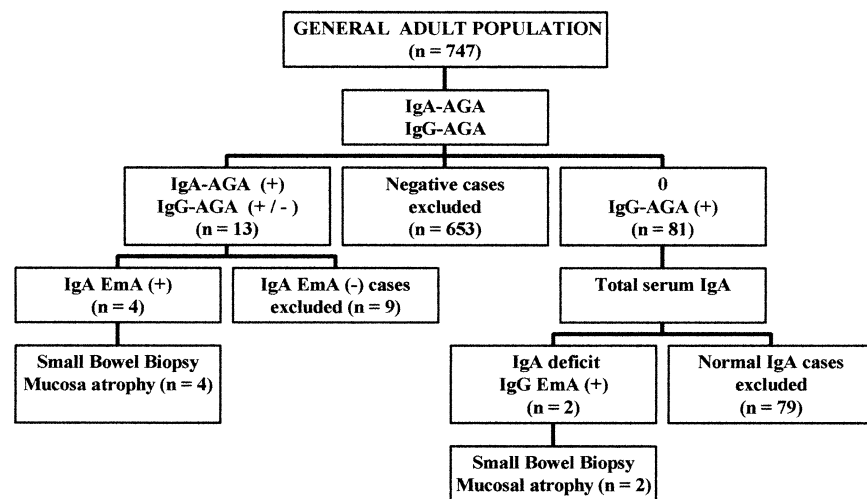 GENERAL ADULT POPULATION
(n = 747)
IgA-AGA
IgG-AGA
IgA-AGA (+)
IgG-AGA (+ / - )
(n = 13)
Negative cases
excluded
(n = 653)
0
IgG-AGA (+)
(n = 81)
IgA EmA (+)
(n = 4)
IgA EmA (-) cases
excluded (n = 9)
Total serum IgA
Small Bowel Biopsy
Mucosa atrophy (n = 4)
IgA deficit
IgG EmA (+)
(n = 2)
Normal IgA cases
excluded
(n = 79)
Small Bowel Biopsy
Mucosal atrophy (n = 2)